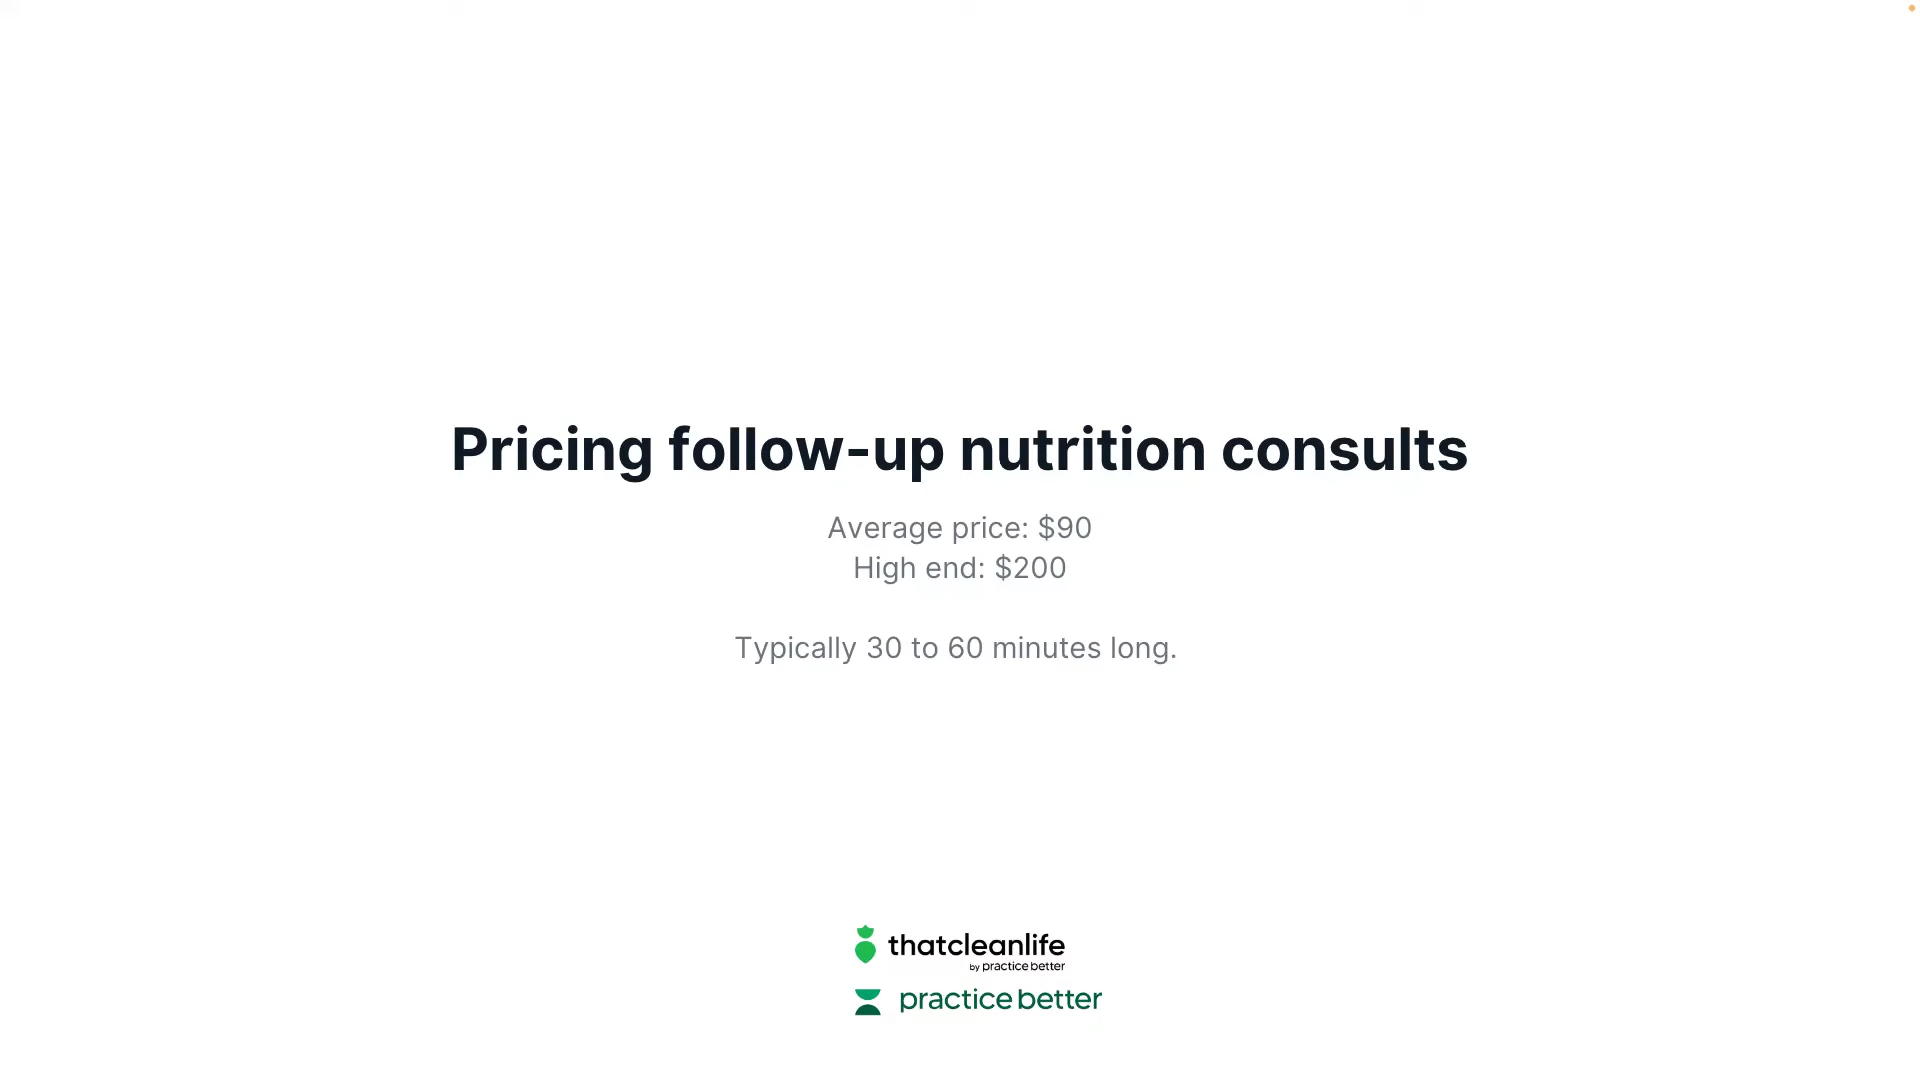 Pricing follow-up nutrition consults
Average price: $90
High end: $200
Typically 30 to 60 minutes long.
thatcleanlife
by practice better
practice better